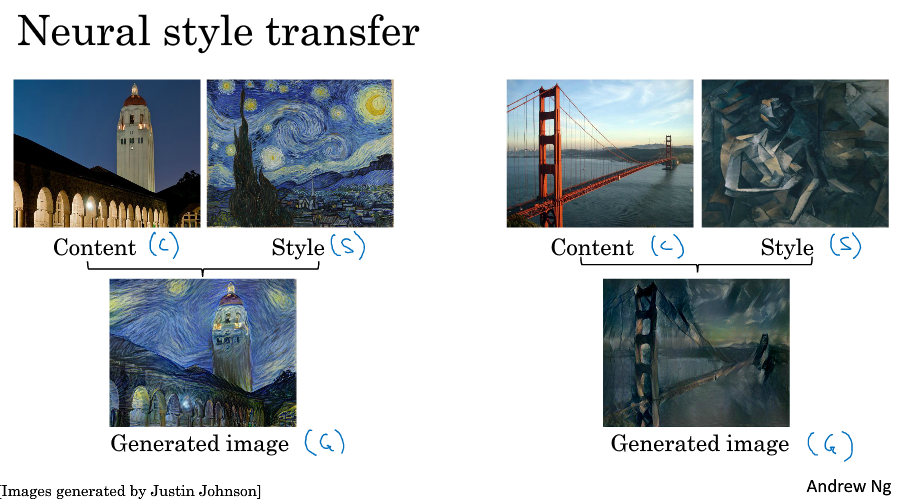 Neural style transfer
Content (C)
Style (S)
Generated image (G)
Content (C)
Style (S)
Generated image (G)
[Images generated by Justin Johnson]
Andrew Ng